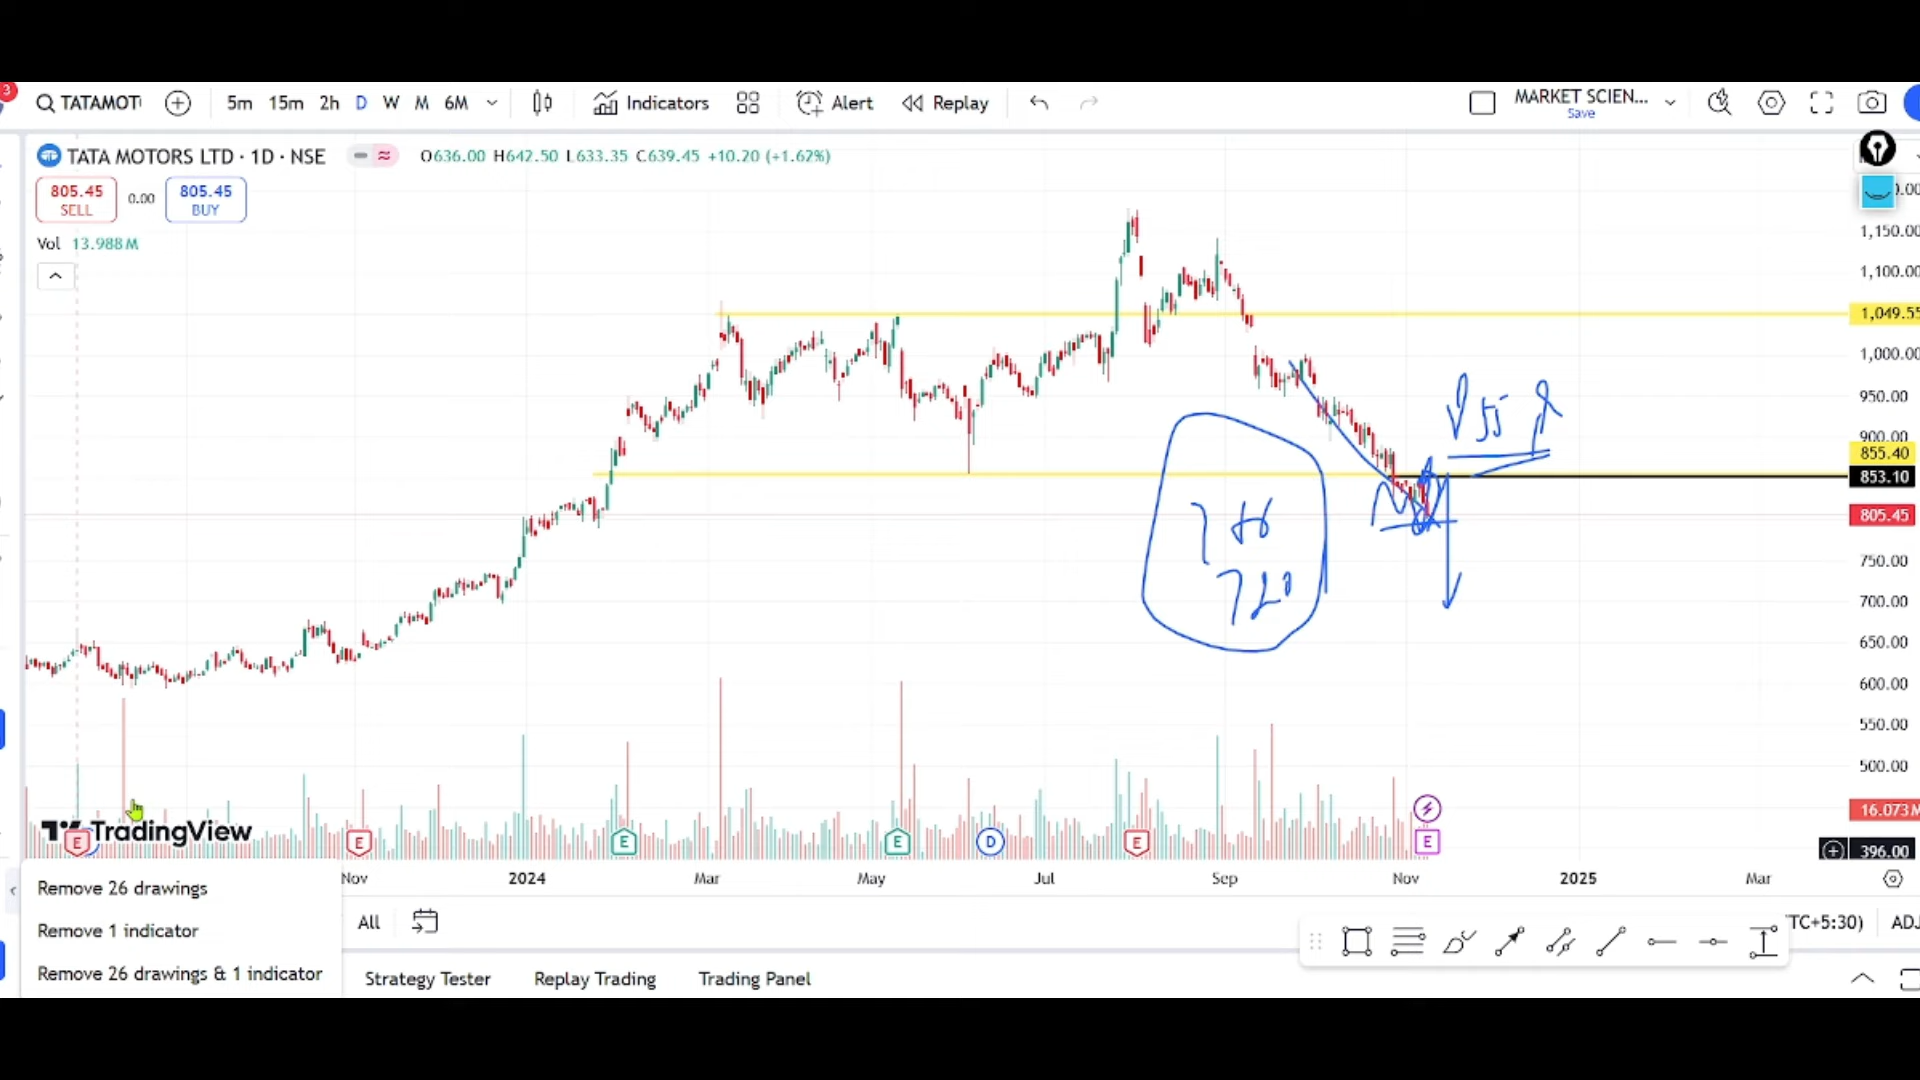 3
TATAMOT
5m 15m 2h D W M 6M
Indicators
Alert
Replay
MARKET SCIEN...
Save
TATA MOTORS LTD · 1D · NSE
O636.00 H642.50 L633.35 C639.45 +10.20 (+1.62%)
805.45
SELL
0.00
805.45
BUY
Vol 13.988M
1,150.00
1,100.00
1,049.55
1,000.00
950.00
900.00
855.40
853.10
805.45
750.00
700.00
650.00
600.00
550.00
500.00
16.073M
396.00
720
TradingView
E
E
E
E
D
E
E
Nov 2024 Mar May Jul Sep Nov 2025 Mar
Remove 26 drawings
Remove 1 indicator
Remove 26 drawings & 1 indicator
All
TC+5:30)
ADJ
Strategy Tester
Replay Trading
Trading Panel